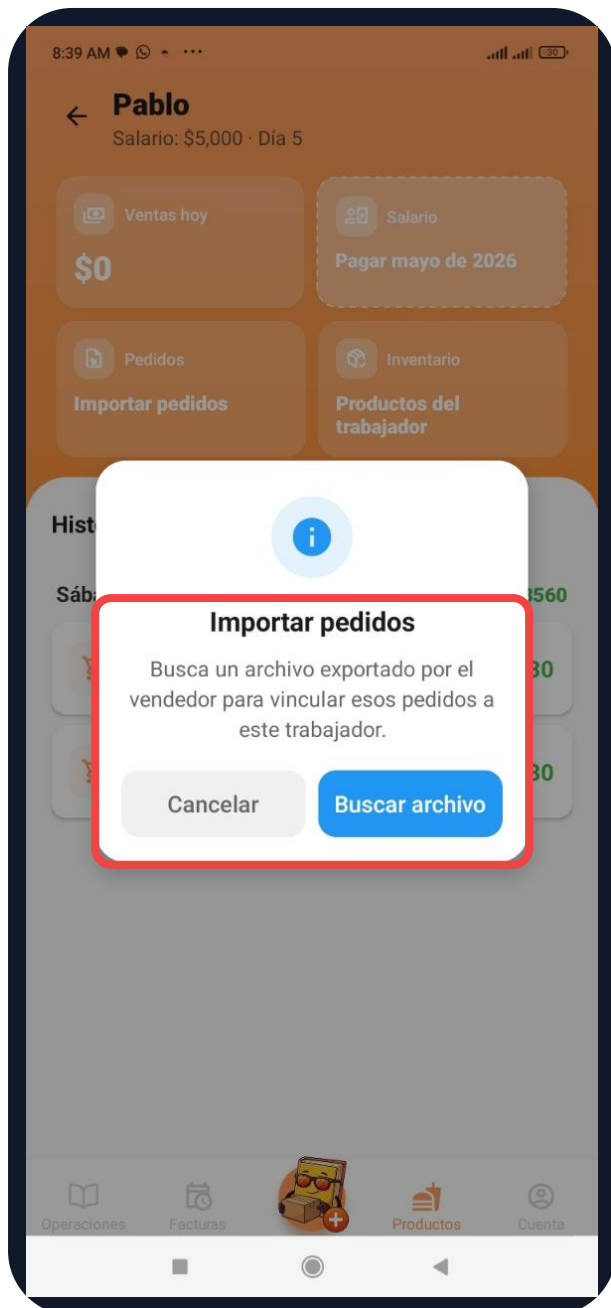 8:39 AM
30
Pablo
Salario: $5,000 · Día 5
Ventas hoy
$0
Salario
Pagar mayo de 2026
Pedidos
Importar pedidos
Inventario
Productos del
trabajador
Importar pedidos
Busca un archivo exportado por el
vendedor para vincular esos pedidos a
este trabajador.
Cancelar
Buscar archivo
Operaciones
Facturas
Productos
Cuenta